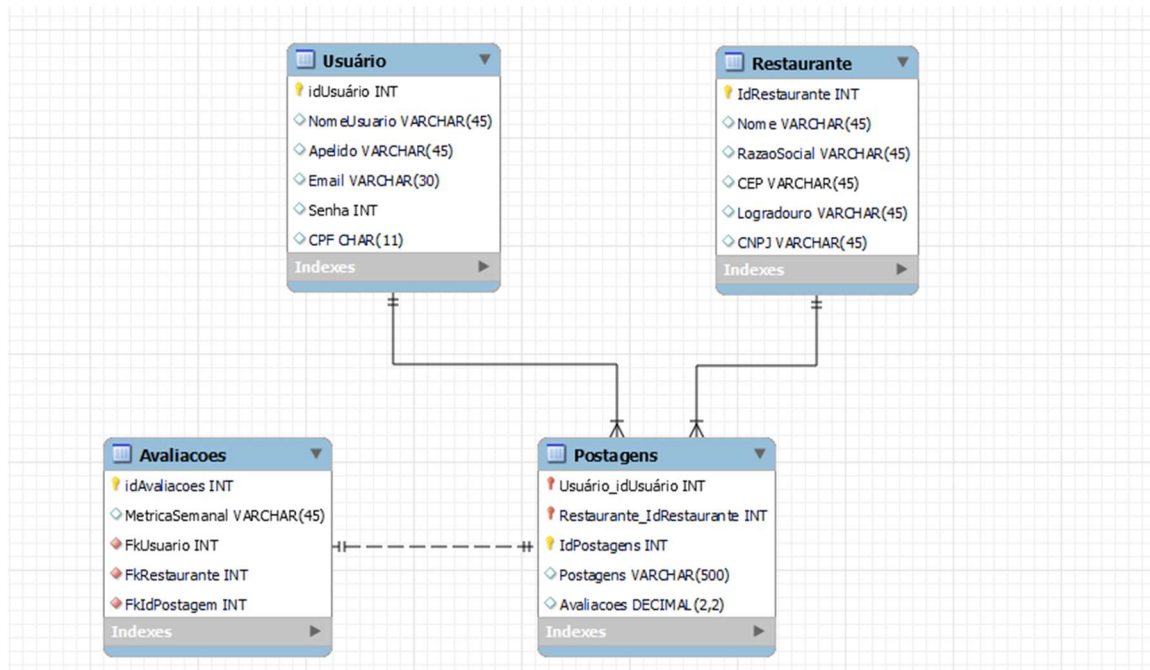 Usuário
idUsuário INT
NomeUsuario VARCHAR(45)
Apelido VARCHAR(45)
Email VARCHAR(30)
Senha INT
CPF CHAR(11)
Indexes
Restaurante
IdRestaurante INT
Nome VARCHAR(45)
RazaoSocial VARCHAR(45)
CEP VARCHAR(45)
Logradouro VARCHAR(45)
CNPJ VARCHAR(45)
Indexes
Avaliacoes
idAvaliacoes INT
MetricaSemanal VARCHAR(45)
FkUsuario INT
FkRestaurante INT
FkIdPostagem INT
Indexes
Postagens
Usuário_idUsuário INT
Restaurante_IdRestaurante INT
IdPostagens INT
Postagens VARCHAR(500)
Avaliacoes DECIMAL(2,2)
Indexes